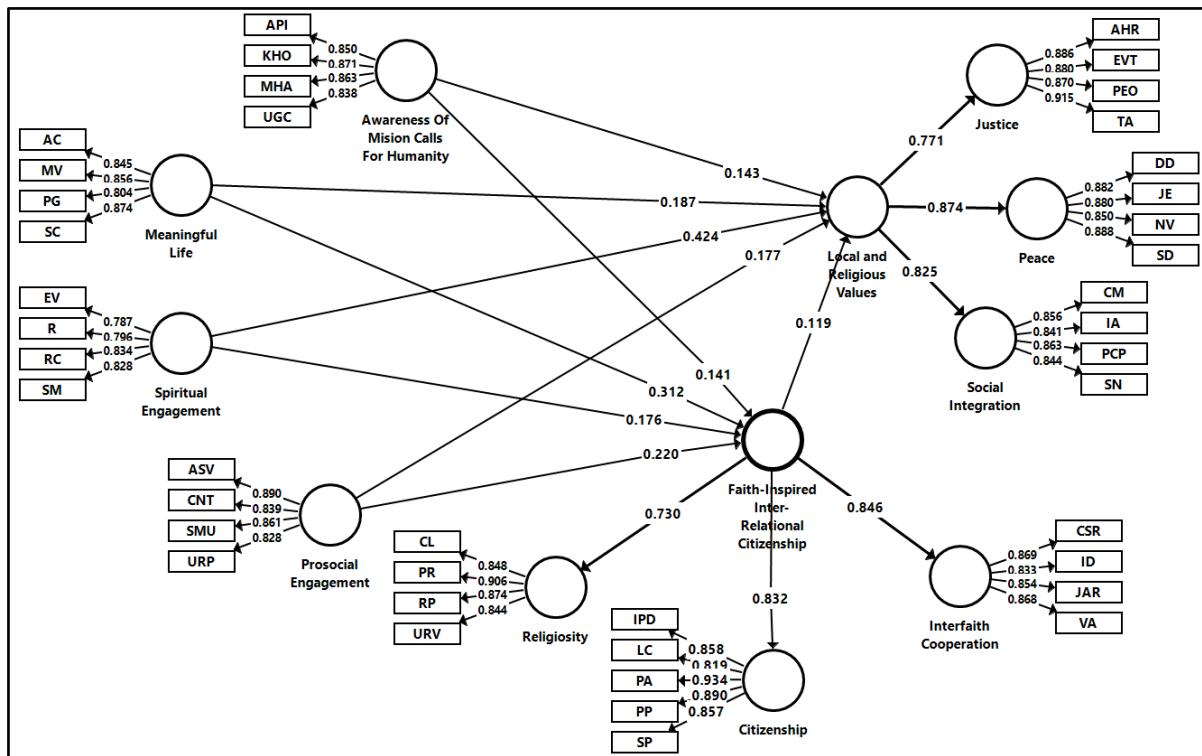 API
KHO
MHA
UGC
0.850
0.871
0.863
0.838
Awareness Of
Mision Calls
For Humanity
AC
MV
PG
SC
0.845
0.856
0.804
0.874
Meaningful
Life
EV
R
RC
SM
0.787
0.796
0.834
0.828
Spiritual
Engagement
ASV
CNT
SMU
URP
0.890
0.839
0.861
0.828
Prosocial
Engagement
0.143
0.187
0.424
0.177
0.119
0.141
0.312
0.176
0.220
Local and
Religious
Values
0.771
0.874
0.825
AHR
EVT
PEO
TA
0.886
0.880
0.870
0.915
Justice
DD
JE
NV
SD
0.882
0.880
0.850
0.888
Peace
CM
IA
PCP
SN
0.856
0.841
0.863
0.844
Social
Integration
Faith-Inspired
Inter-
Relational
Citizenship
0.730
0.832
0.846
CL
PR
RP
URV
0.848
0.906
0.874
0.844
Religiosity
IPD
LC
PA
PP
SP
0.858
0.819
0.934
0.890
0.857
Citizenship
CSR
ID
JAR
VA
0.869
0.833
0.854
0.868
Interfaith
Cooperation